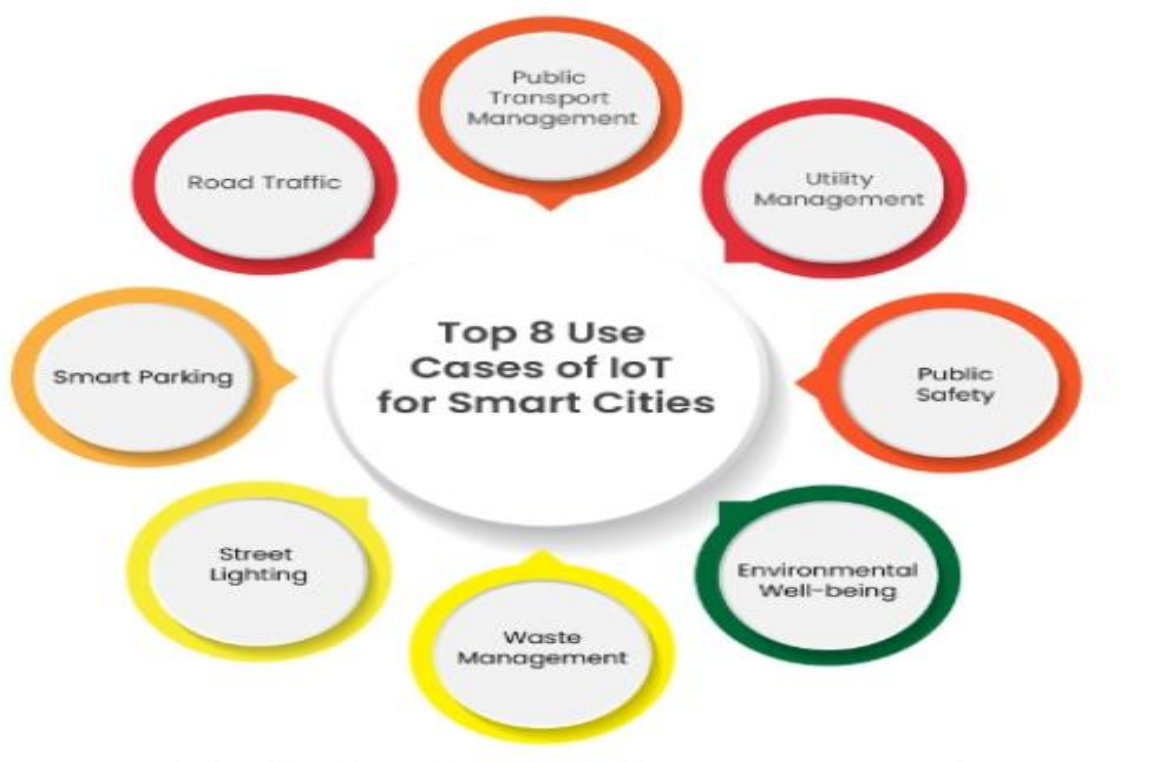 Public
Transport
Management
Road Traffic
Utility
Management
Top 8 Use
Cases of IoT
for Smart Cities
Smart Parking
Public
Safety
Street
Lighting
Environmental
Well-being
Waste
Management